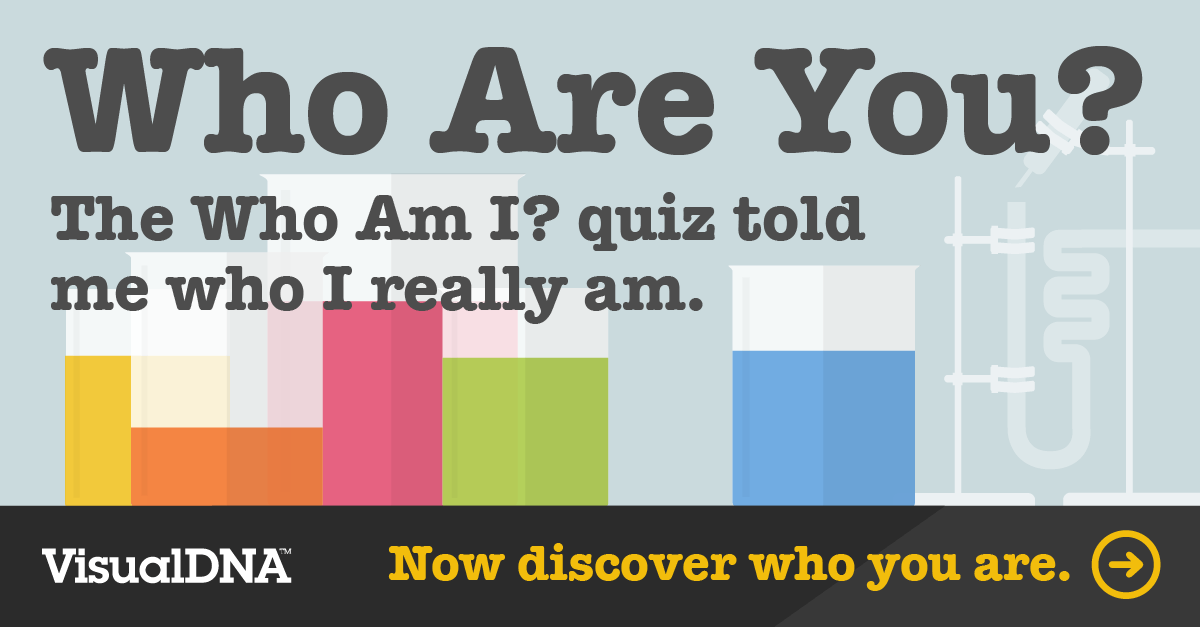 Who Are You?
The Who Am I? quiz told
me who I really am.
VisualDNA™
Now discover who you are.